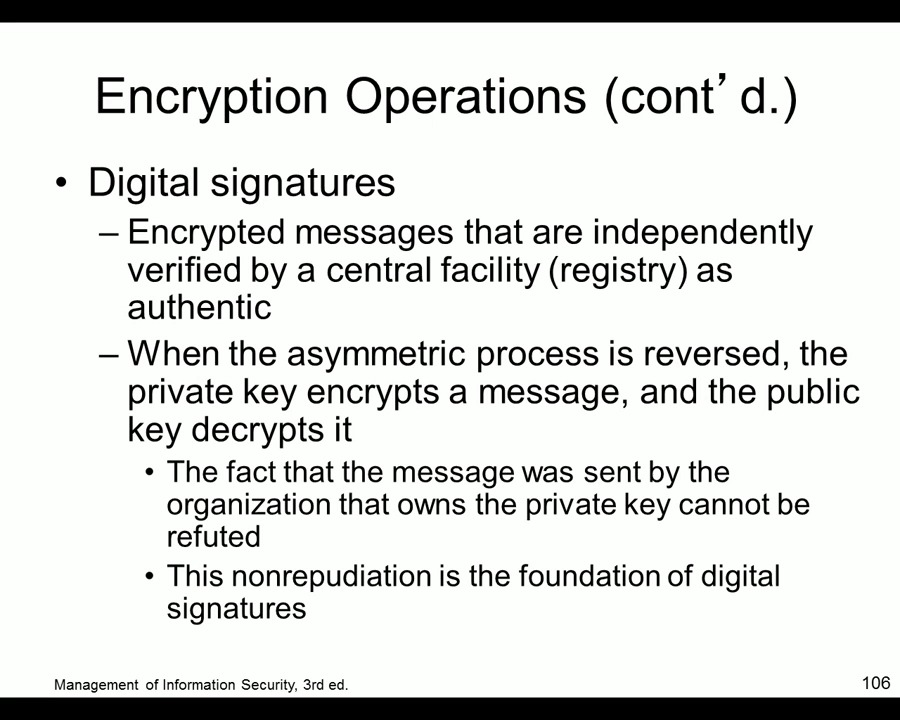 Encryption Operations (cont’d.)
• Digital signatures
– Encrypted messages that are independently
verified by a central facility (registry) as
authentic
– When the asymmetric process is reversed, the
private key encrypts a message, and the public
key decrypts it
• The fact that the message was sent by the
organization that owns the private key cannot be
refuted
• This nonrepudiation is the foundation of digital
signatures
Management of Information Security, 3rd ed.
106